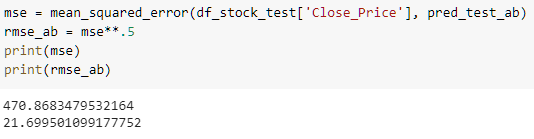 mse = mean_squared_error(df_stock_test['Close_Price'], pred_test_ab)
rmse_ab = mse**.5
print(mse)
print(rmse_ab)
470.8683479532164
21.699501099177752